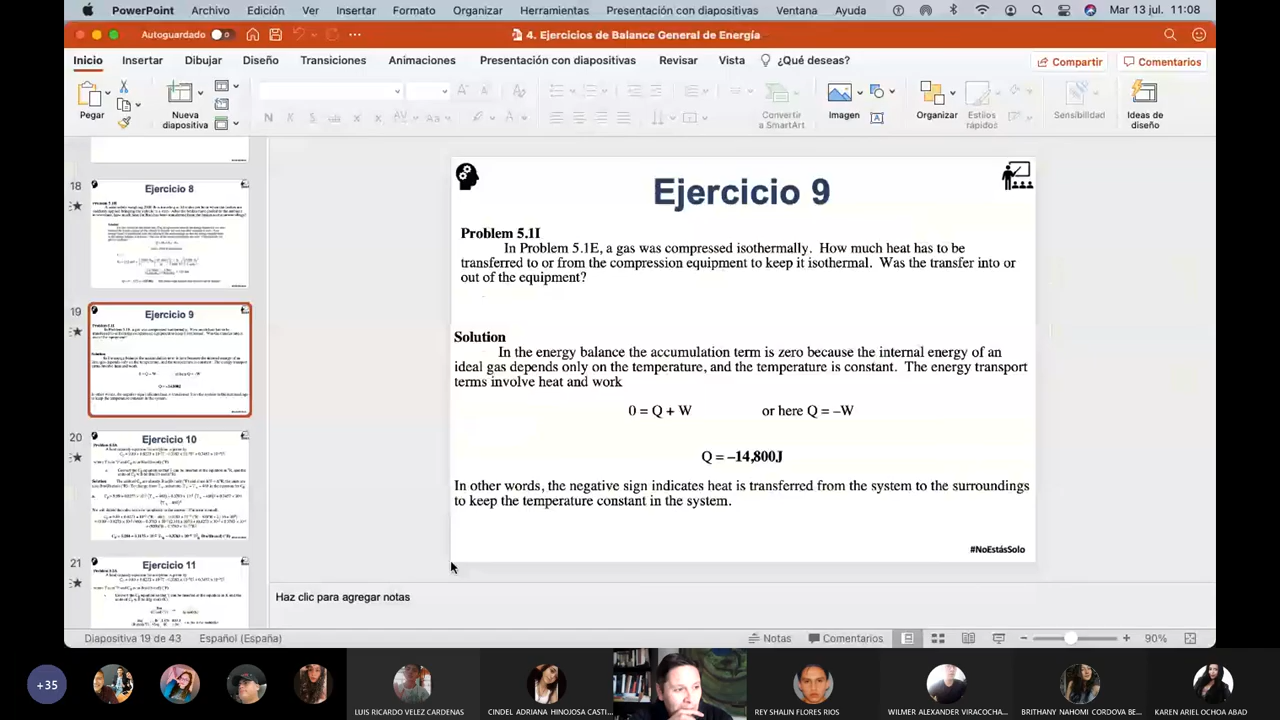 PowerPoint Archivo Edición Ver Insertar Formato Organizar Herramientas Presentación con diapositivas Ventana Ayuda Mar 13 jul. 11:08
Autoguardado 4. Ejercicios de Balance General de Energía
Inicio Insertar Dibujar Diseño Transiciones Animaciones Presentación con diapositivas Revisar Vista ¿Qué deseas? Compartir Comentarios
Pegar
Nueva
diapositiva
Convertir
a SmartArt
Imagen
Organizar
Estilos
rápidos
Sensibilidad
Ideas de
diseño
18
Ejercicio 8
19
Ejercicio 9
20
Ejercicio 10
21
Ejercicio 11
Ejercicio 9
Problem 5.1I
In Problem 5.1E, a gas was compressed isothermally. How much heat has to be
transferred to or from the compression equipment to keep it isothermal. Was the transfer into or
out of the equipment?
Solution
In the energy balance the accumulation term is zero because the internal energy of an
ideal gas depends only on the temperature, and the temperature is constant. The energy transport
terms involve heat and work
0 = Q + W or here Q = –W
Q = –14,800J
In other words, the negative sign indicates heat is transferred from the system to the surroundings
to keep the temprature constant in the system.
#NoEstásSolo
Haz clic para agregar notas
Diapositiva 19 de 43 Español (España) Notas Comentarios 90%
+35
LUIS RICARDO VELEZ CARDENAS
CINDEL ADRIANA HINOJOSA CASTI...
REY SHALIN FLORES RIOS
WILMER ALEXANDER VIRACOCHA...
BRITHANY NAHOMI CORDOVA BE...
KAREN ARIEL OCHOA ABAD